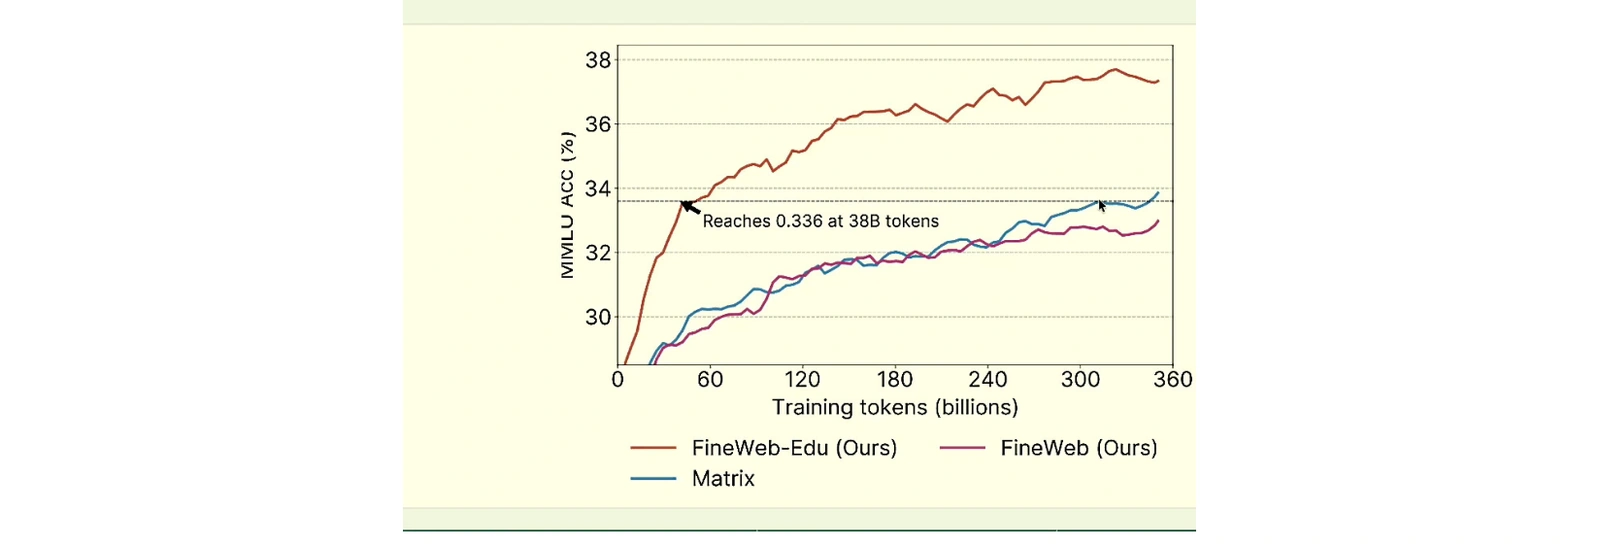 38
36
34
32
30
MMLU Acc (%)
Reaches 0.336 at 38B tokens
0 60 120 180 240 300 360
Training tokens (billions)
FineWeb-Edu (Ours) FineWeb (Ours)
Matrix